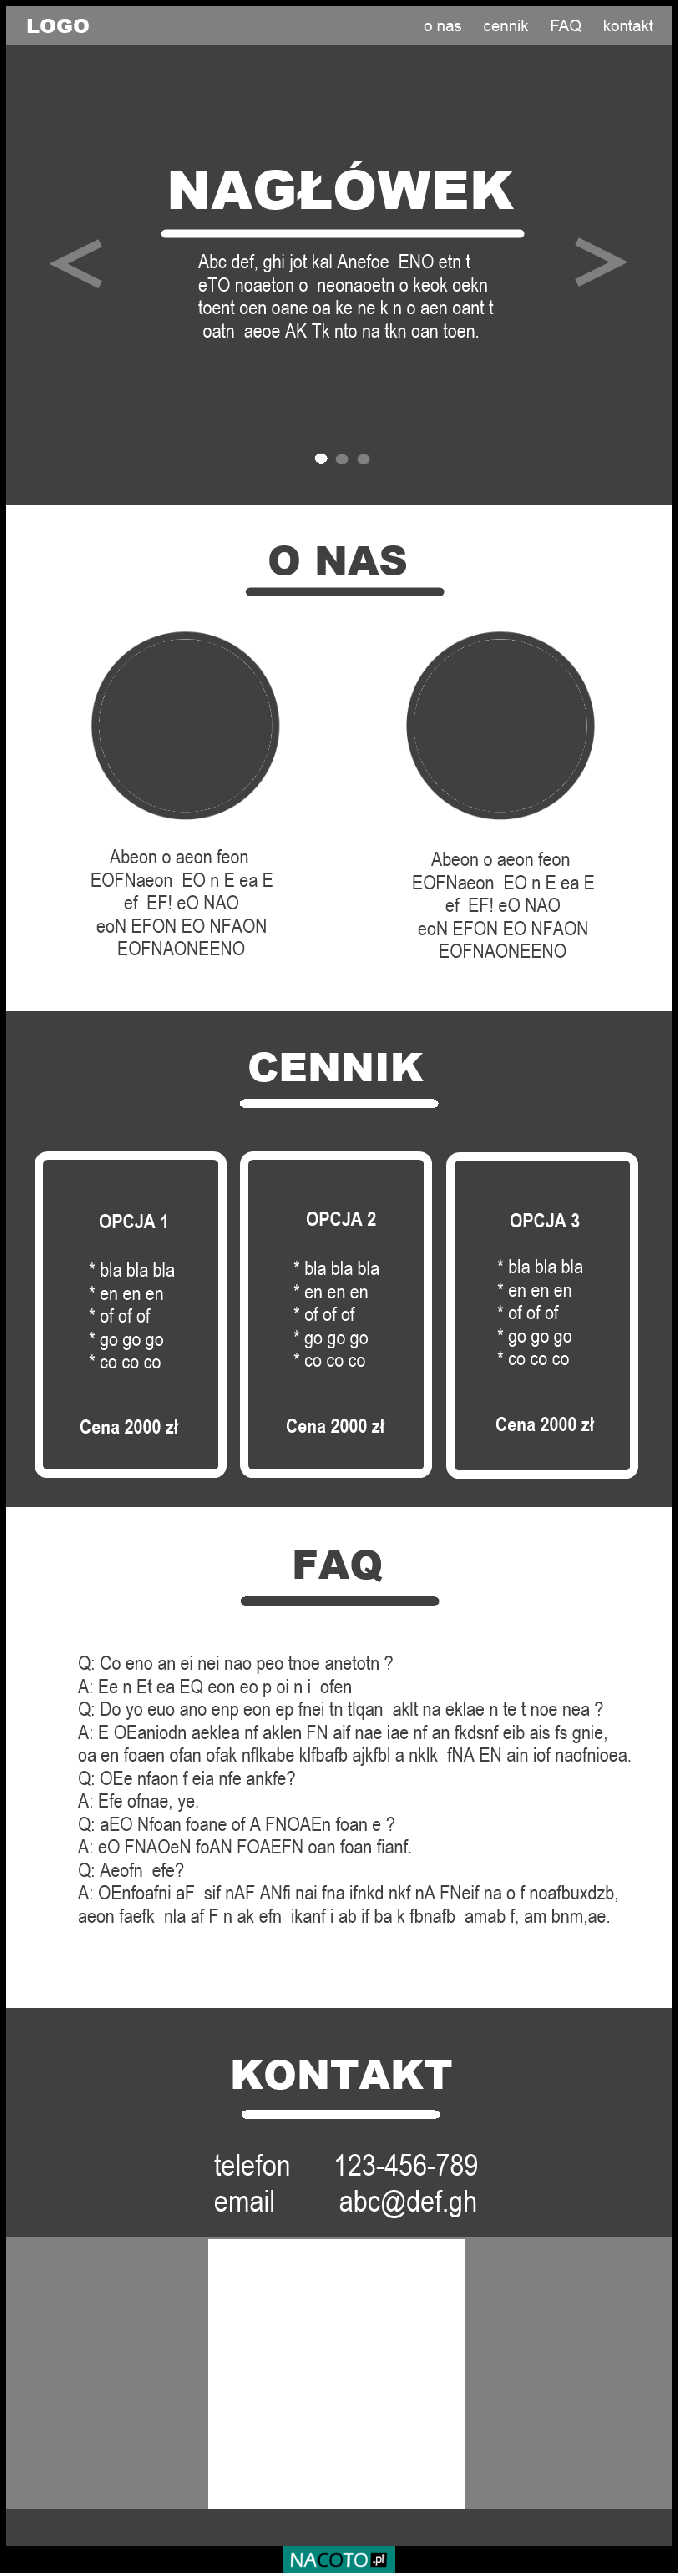 LOGO o nas cennik FAQ kontakt
NAGŁÓWEK
< >
Abc def, ghi jot kal Anefoe ENO etn t
eTO noaeton o neonaoetn o keok oekn
toent oen oane oa ke ne k n o aen oant t
oatn aeoe AK Tk nto na tkn oan toen.
O NAS
Abeon o aeon feon
EOFNaeon EO n E ea E
ef EF! eO NAO
eoN EFON EO NFAON
EOFNAONEENO
Abeon o aeon feon
EOFNaeon EO n E ea E
ef EF! eO NAO
eoN EFON EO NFAON
EOFNAONEENO
CENNIK
OPCJA 1
* bla bla bla
* en en en
* of of of
* go go go
* co co co
Cena 2000 zł
OPCJA 2
* bla bla bla
* en en en
* of of of
* go go go
* co co co
Cena 2000 zł
OPCJA 3
* bla bla bla
* en en en
* of of of
* go go go
* co co co
Cena 2000 zł
FAQ
Q: Co eno an ei nei nao peo tnoe anetotn ?
A: Ee n Et ea EQ eon eo p oi n i ofen
Q: Do yo euo ano enp eon ep fnei tn tlqan aklt na eklae n te t noe nea ?
A: E OEaniodn aeklea nf aklen FN aif nae iae nf an fkdsnf eib ais fs gnie,
oa en foaen ofan ofak nflkabe klfbafb ajkfbl a nklk fNA EN ain iof naofnioea.
Q: OEe nfaon f eia nfe ankfe?
A: Efe ofnae, ye.
Q: aEO Nfoan foane of A FNOAEn foan e ?
A: eO FNAOeN foAN FOAEFN oan foan fianf.
Q: Aeofn efe?
A: OEnfoafni aF sif nAF ANfi nai fna ifnkd nkf nA FNeif na o f noafbuxdzb,
aeon faefk nla af F n ak efn ikanf i ab if ba k fbnafb amab f, am bnm,ae.
KONTAKT
telefon 123-456-789
email abc@def.gh
NACOTO.pl